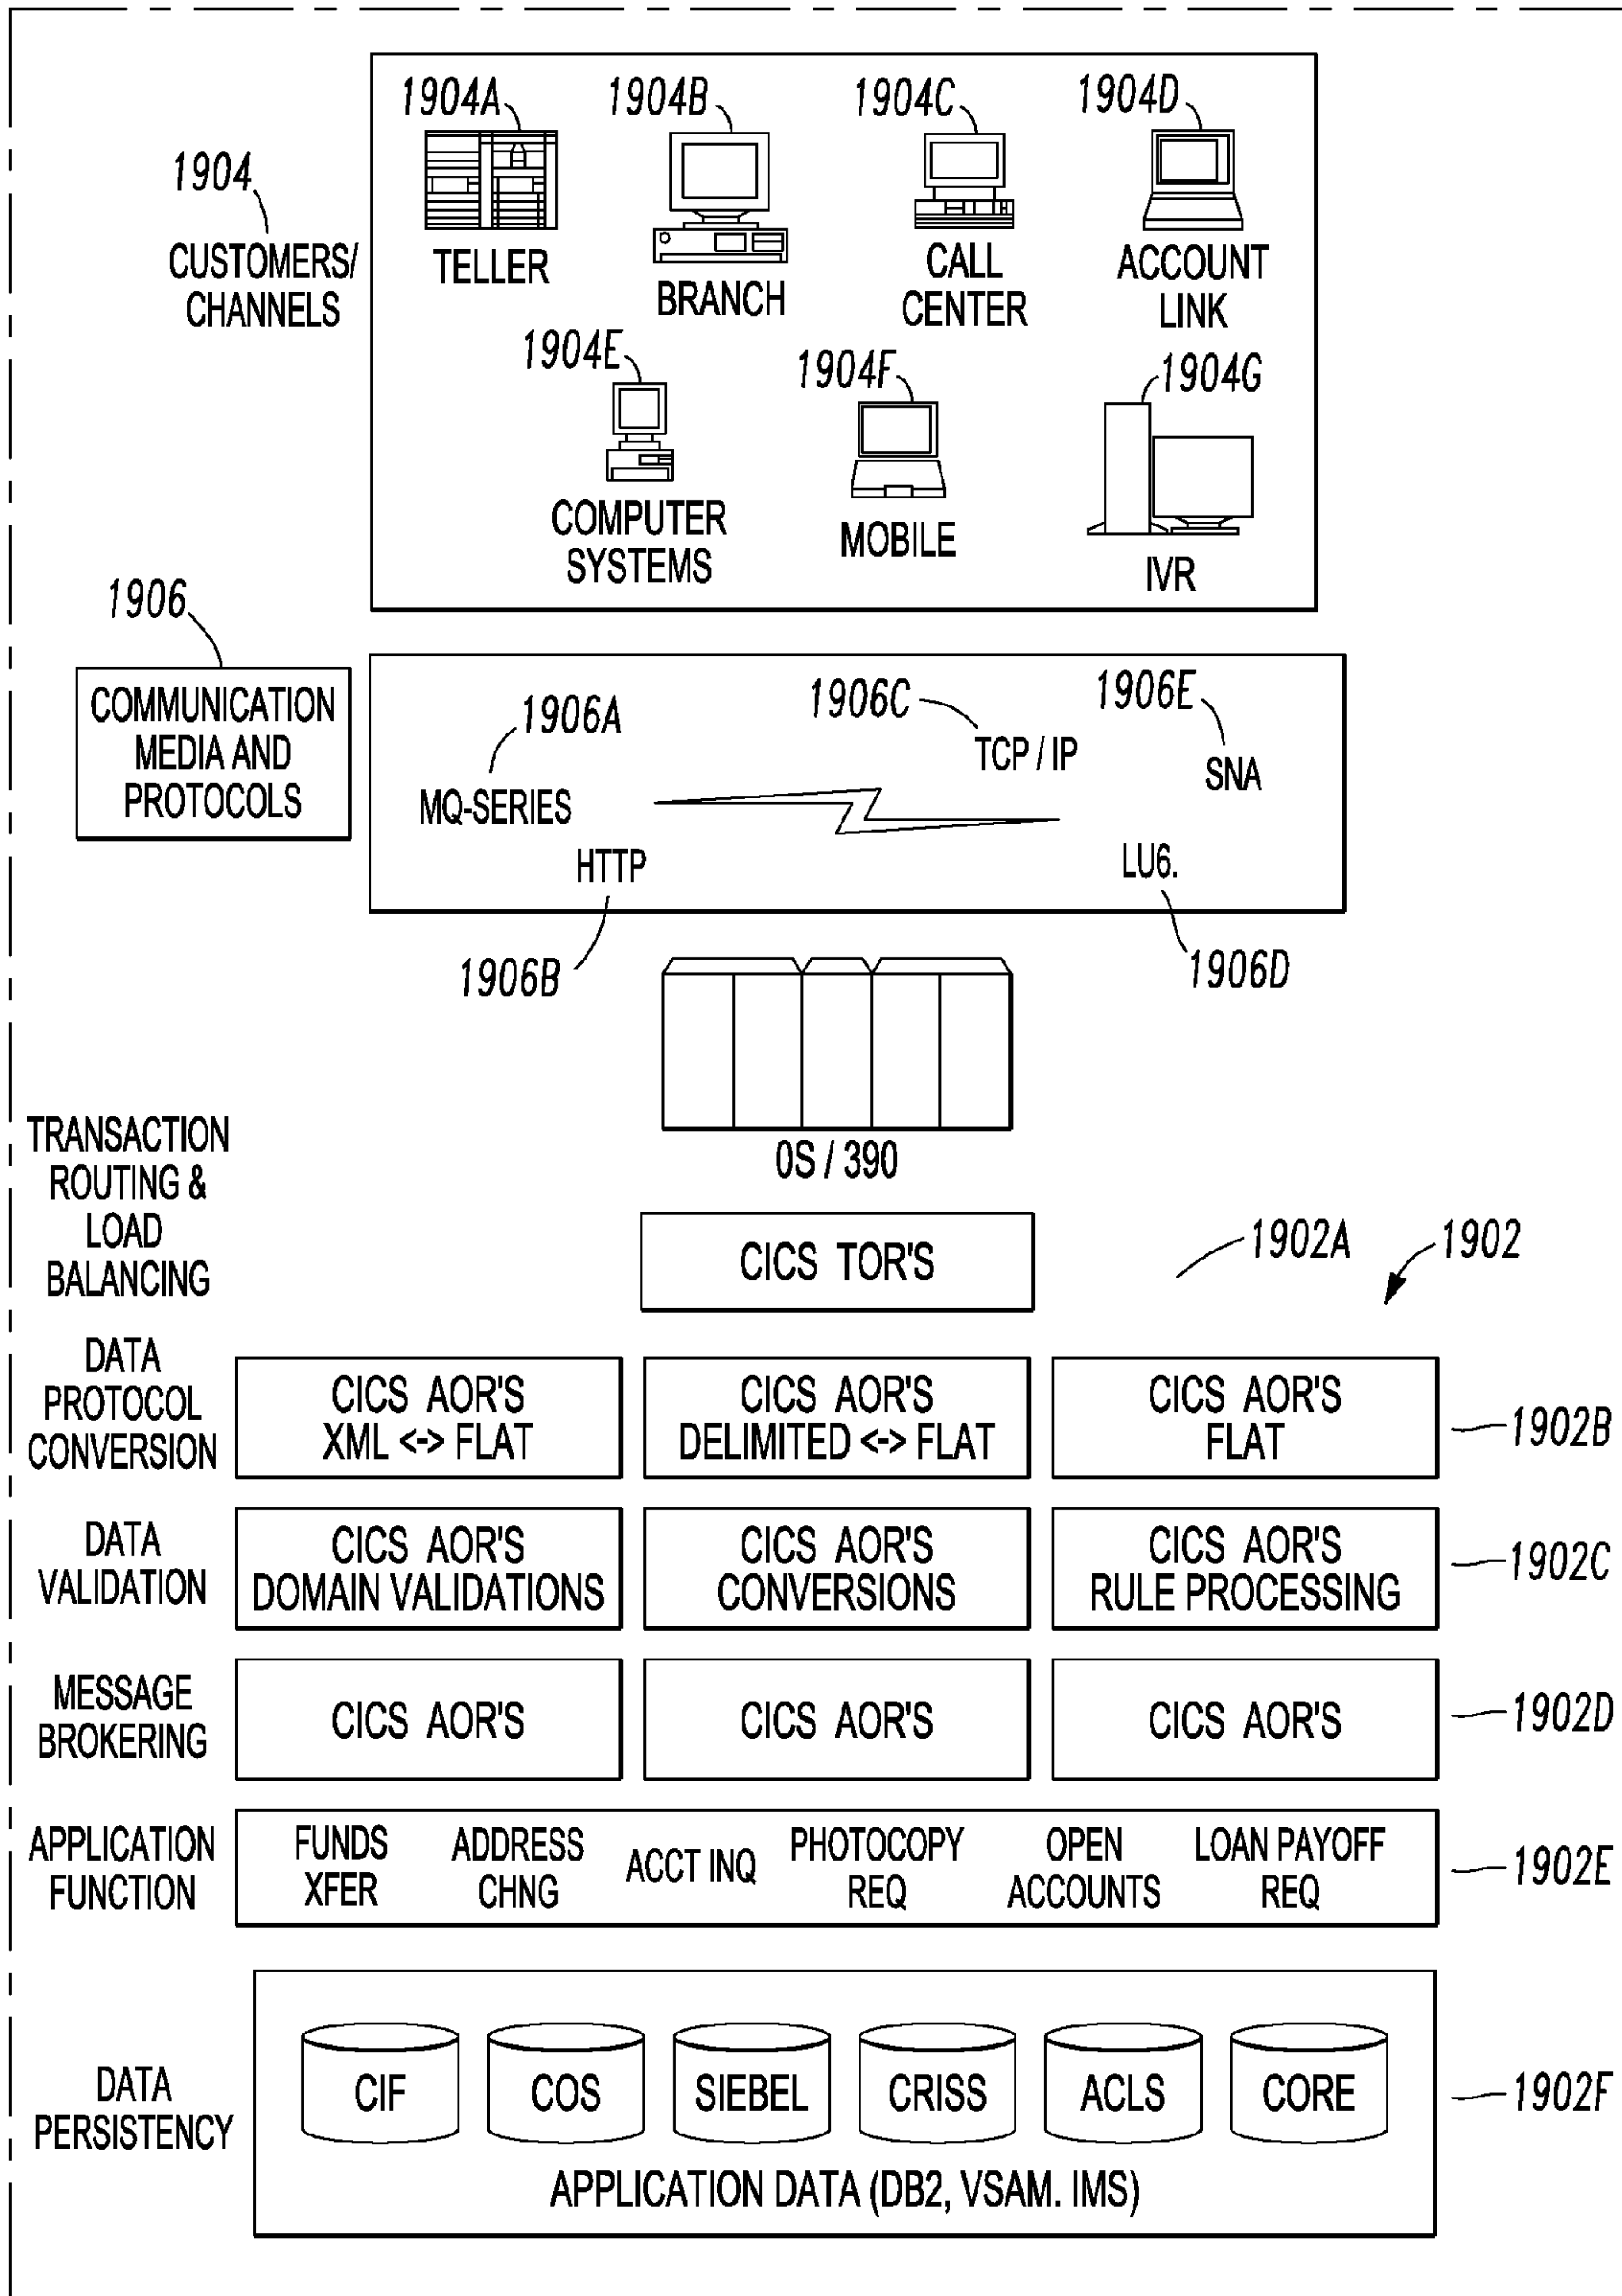 1904A
1904B
1904C
1904D
1904
CUSTOMERS/
CHANNELS
TELLER
BRANCH
CALL
CENTER
ACCOUNT
LINK
1904E
1904F
1904G
COMPUTER
SYSTEMS
MOBILE
IVR
1906
COMMUNICATION
MEDIA AND
PROTOCOLS
1906A
1906C
1906E
MQ-SERIES
TCP / IP
SNA
HTTP
LU6.
1906B
1906D
OS / 390
TRANSACTION
ROUTING &
LOAD
BALANCING
CICS TOR'S
1902A
1902
DATA
PROTOCOL
CONVERSION
CICS AOR'S
XML <-> FLAT
CICS AOR'S
DELIMITED <-> FLAT
CICS AOR'S
FLAT
1902B
DATA
VALIDATION
CICS AOR'S
DOMAIN VALIDATIONS
CICS AOR'S
CONVERSIONS
CICS AOR'S
RULE PROCESSING
1902C
MESSAGE
BROKERING
CICS AOR'S
CICS AOR'S
CICS AOR'S
1902D
APPLICATION
FUNCTION
FUNDS
XFER
ADDRESS
CHNG
ACCT INQ
PHOTOCOPY
REQ
OPEN
ACCOUNTS
LOAN PAYOFF
REQ
1902E
DATA
PERSISTENCY
CIF
COS
SIEBEL
CRISS
ACLS
CORE
1902F
APPLICATION DATA (DB2, VSAM. IMS)